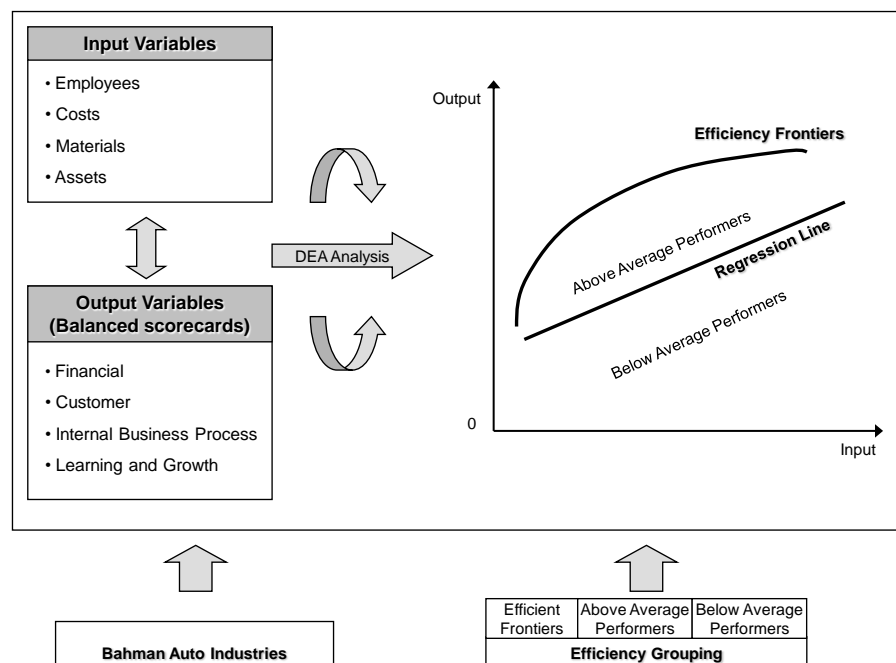 Input Variables
• Employees
• Costs
• Materials
• Assets
Output Variables
(Balanced scorecards)
• Financial
• Customer
• Internal Business Process
• Learning and Growth
DEA Analysis
Output
Efficiency Frontiers
Above Average Performers
Regression Line
Below Average Performers
0
Input
Bahman Auto Industries
Efficient
Frontiers
Above Average
Performers
Below Average
Performers
Efficiency Grouping